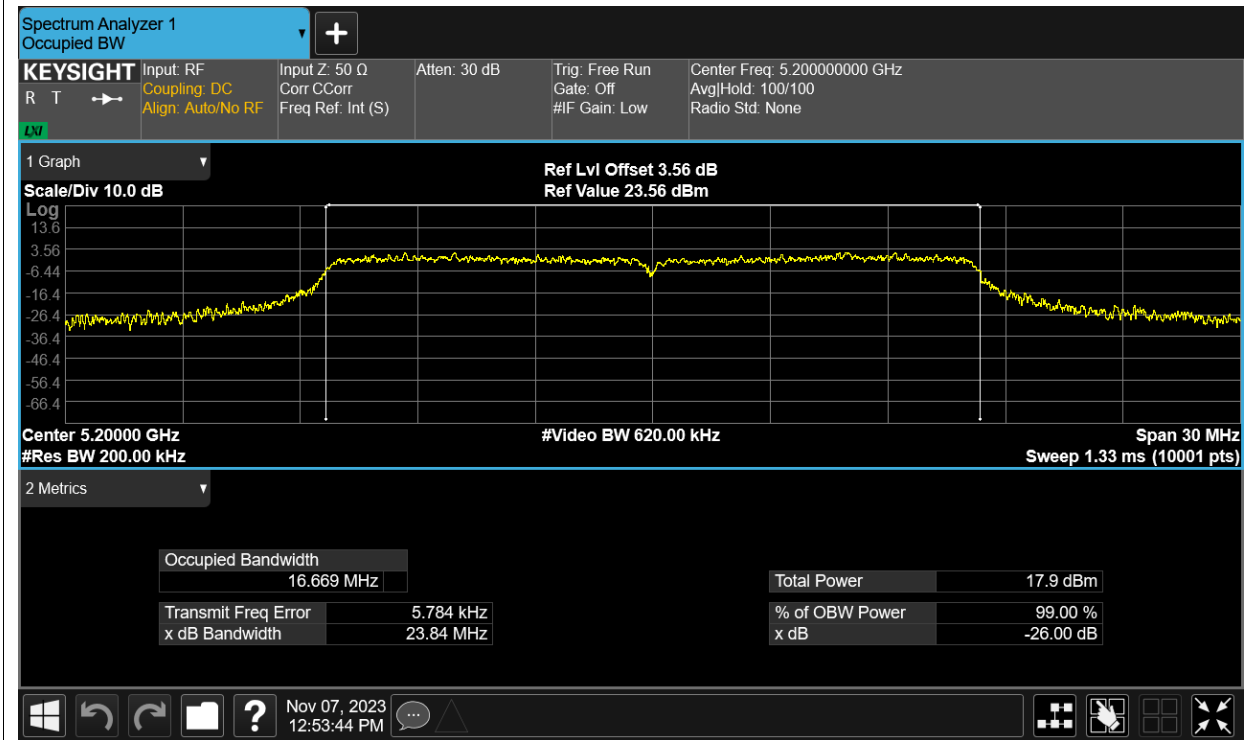 Spectrum Analyzer 1
Occupied BW
KEYSIGHT
R T
LXI
Input: RF
Coupling: DC
Align: Auto/No RF
Input Z: 50 Ω
Corr CCorr
Freq Ref: Int (S)
Atten: 30 dB
Trig: Free Run
Gate: Off
#IF Gain: Low
Center Freq: 5.200000000 GHz
Avg|Hold: 100/100
Radio Std: None
1 Graph
Scale/Div 10.0 dB
Ref Lvl Offset 3.56 dB
Ref Value 23.56 dBm
Log
13.6
3.56
-6.44
-16.4
-26.4
-36.4
-46.4
-56.4
-66.4
Center 5.20000 GHz
#Video BW 620.00 kHz
Span 30 MHz
#Res BW 200.00 kHz
Sweep 1.33 ms (10001 pts)
2 Metrics
Occupied Bandwidth
16.669 MHz
Total Power 17.9 dBm
Transmit Freq Error 5.784 kHz
% of OBW Power 99.00 %
x dB Bandwidth 23.84 MHz
x dB -26.00 dB
?
Nov 07, 2023
12:53:44 PM